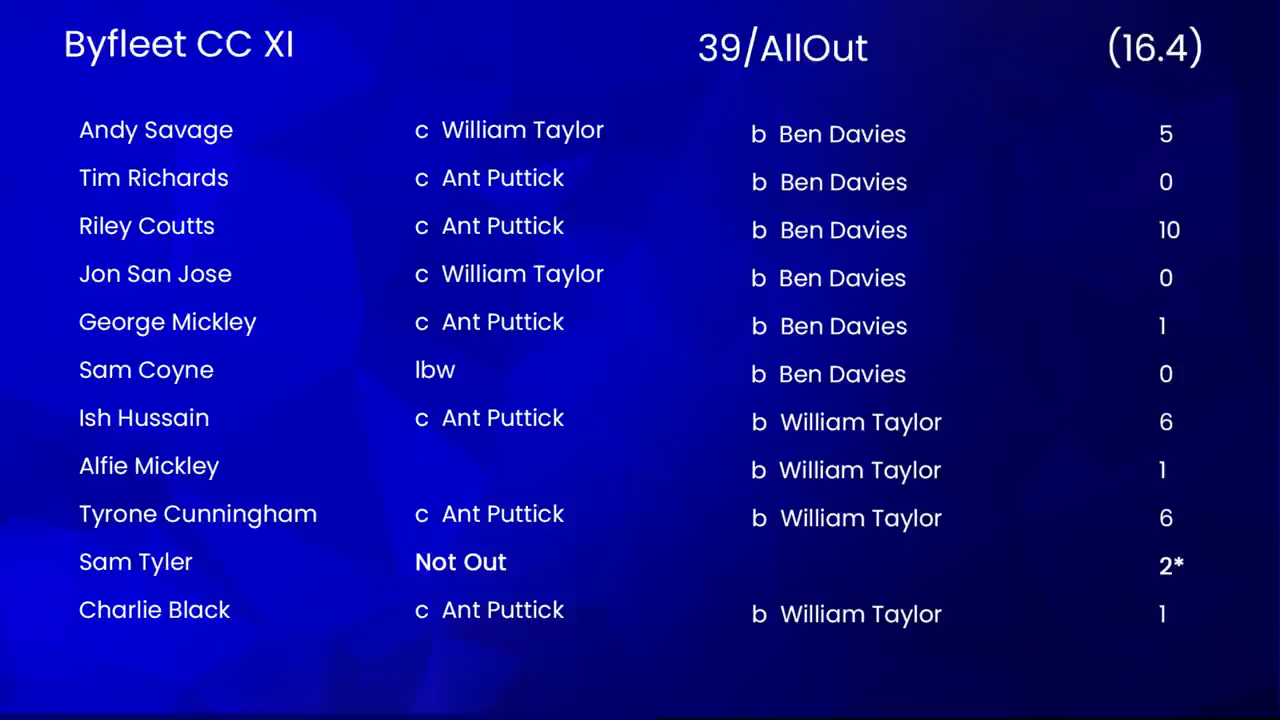 Byfleet CC XI 39/AllOut (16.4)
Andy Savage c William Taylor b Ben Davies 5
Tim Richards c Ant Puttick b Ben Davies 0
Riley Coutts c Ant Puttick b Ben Davies 10
Jon San Jose c William Taylor b Ben Davies 0
George Mickley c Ant Puttick b Ben Davies 1
Sam Coyne lbw b Ben Davies 0
Ish Hussain c Ant Puttick b William Taylor 6
Alfie Mickley b William Taylor 1
Tyrone Cunningham c Ant Puttick b William Taylor 6
Sam Tyler Not Out 2*
Charlie Black c Ant Puttick b William Taylor 1